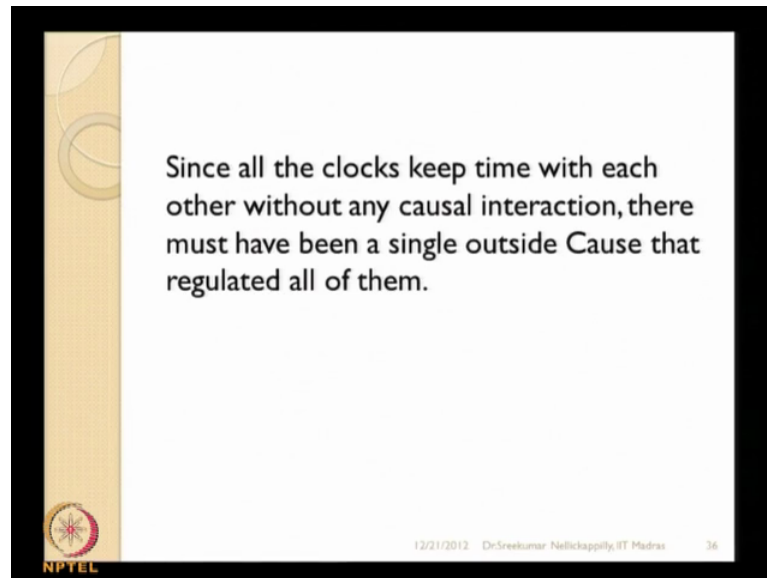 Since all the clocks keep time with each
other without any causal interaction, there
must have been a single outside Cause that
regulated all of them.
12/21/2012 Dr.Sreekumar Nellickappilly, IIT Madras 36
NPTEL